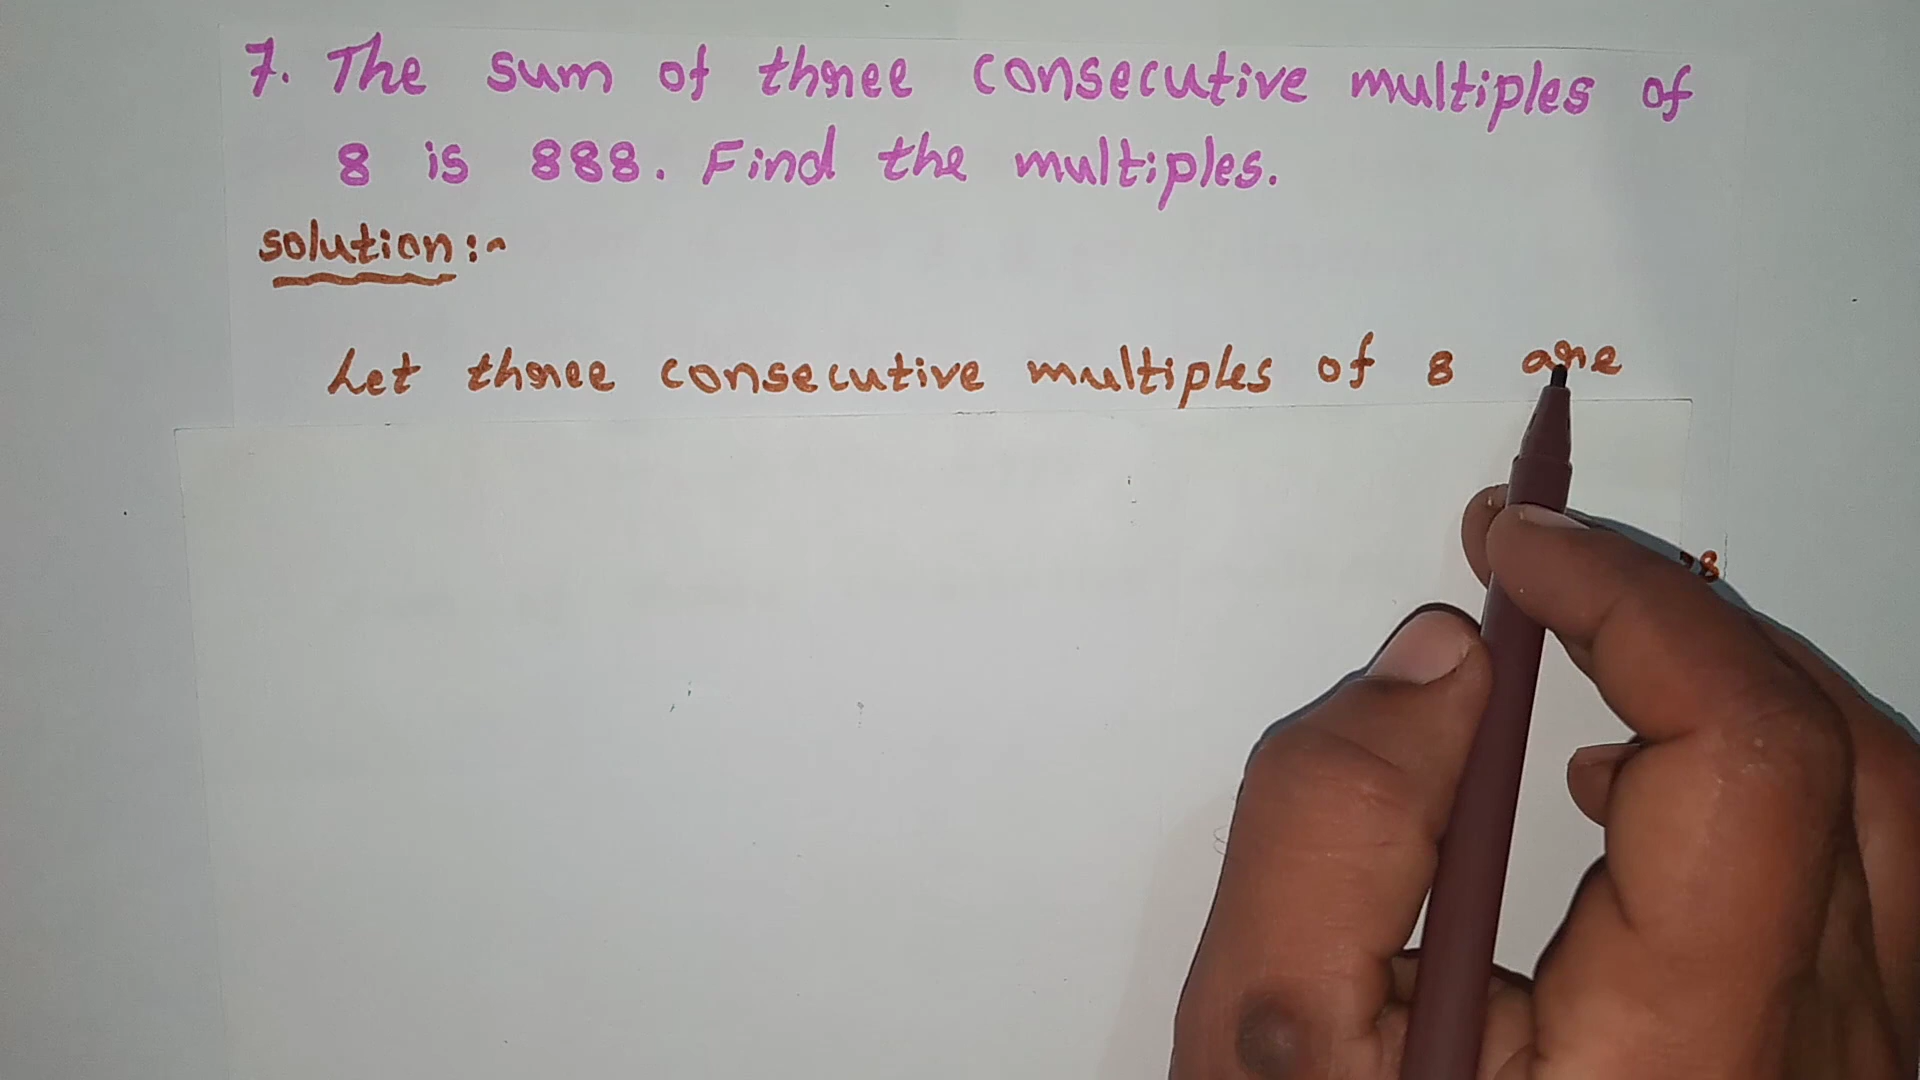 7. The sum of three consecutive multiples of
8 is 888. Find the multiples.
solution:-
Let three consecutive multiples of 8 are
8